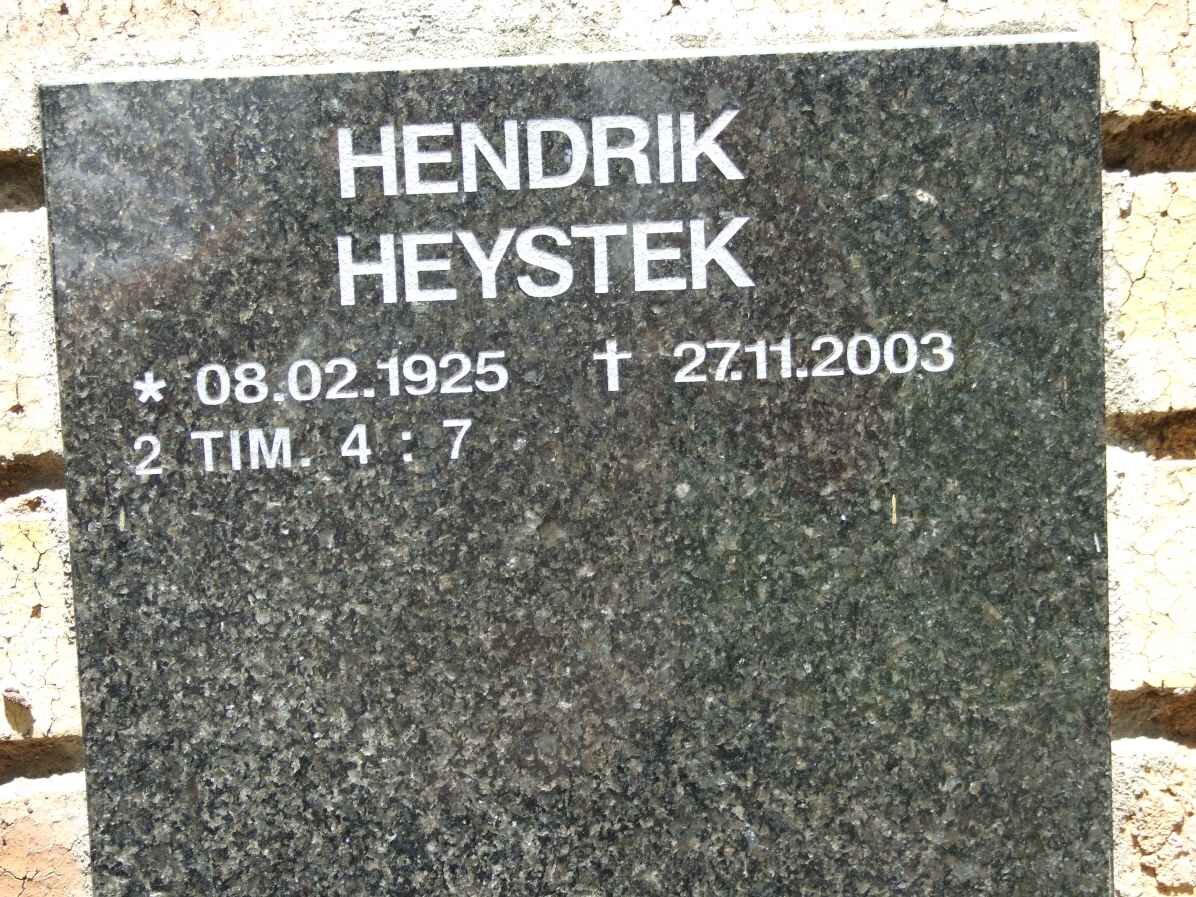 HENDRIK
HEYSTEK
* 08.02.1925 † 27.11.2003
2 TIM. 4 : 7